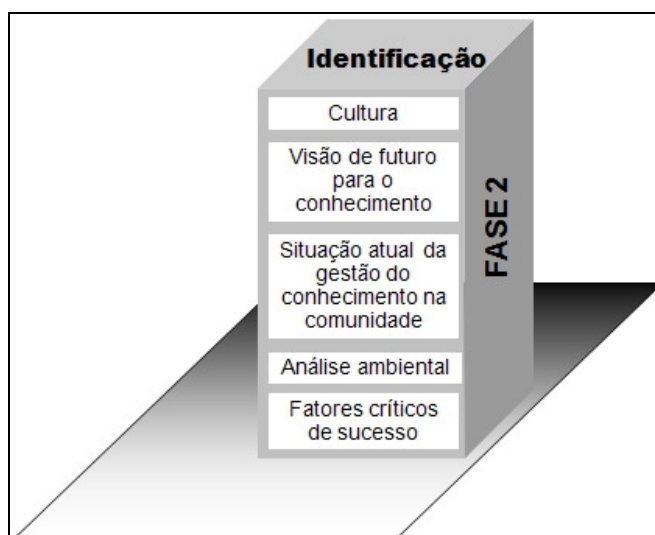 Identificação
Cultura
Visão de futuro
para o
conhecimento
Situação atual da
gestão do
conhecimento na
comunidade
Análise ambiental
Fatores críticos
de sucesso
FASE 2